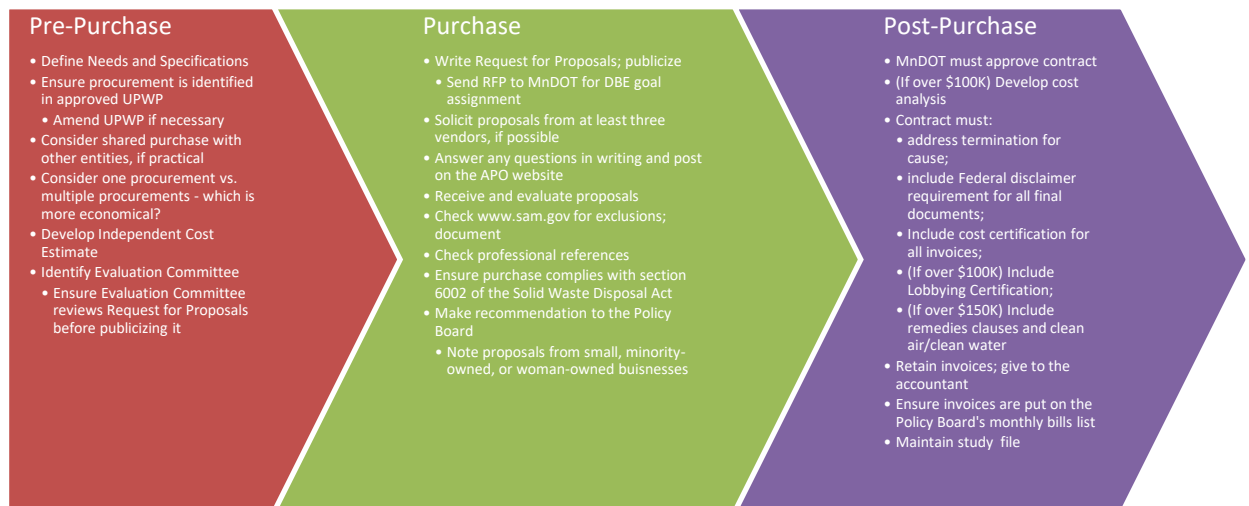 Pre-Purchase
• Define Needs and Specifications
• Ensure procurement is identified
in approved UPWP
• Amend UPWP if necessary
• Consider shared purchase with
other entities, if practical
• Consider one procurement vs.
multiple procurements - which is
more economical?
• Develop Independent Cost
Estimate
• Identify Evaluation Committee
• Ensure Evaluation Committee
reviews Request for Proposals
before publicizing it
Purchase
• Write Request for Proposals; publicize
• Send RFP to MnDOT for DBE goal
assignment
• Solicit proposals from at least three
vendors, if possible
• Answer any questions in writing and post
on the APO website
• Receive and evaluate proposals
• Check www.sam.gov for exclusions;
document
• Check professional references
• Ensure purchase complies with section
6002 of the Solid Waste Disposal Act
• Make recommendation to the Policy
Board
• Note proposals from small, minority-
owned, or woman-owned buisnesses
Post-Purchase
• MnDOT must approve contract
• (If over $100K) Develop cost
analysis
• Contract must:
• address termination for
cause;
• include Federal disclaimer
requirement for all final
documents;
• Include cost certification for
all invoices;
• (If over $100K) Include
Lobbying Certification;
• (If over $150K) Include
remedies clauses and clean
air/clean water
• Retain invoices; give to the
accountant
• Ensure invoices are put on the
Policy Board's monthly bills list
• Maintain study file